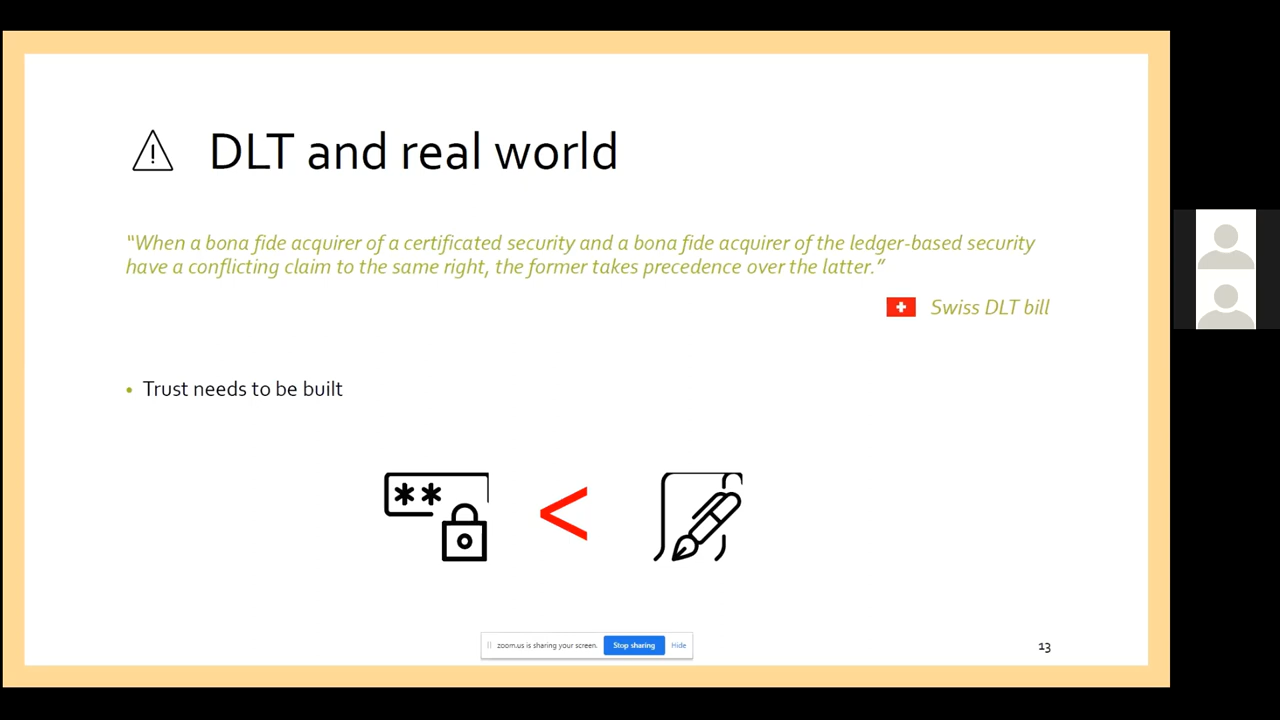 DLT and real world
“When a bona fide acquirer of a certificated security and a bona fide acquirer of the ledger-based security
have a conflicting claim to the same right, the former takes precedence over the latter.”
Swiss DLT bill
• Trust needs to be built
** < 
zoom.us is sharing your screen. Stop sharing Hide
13